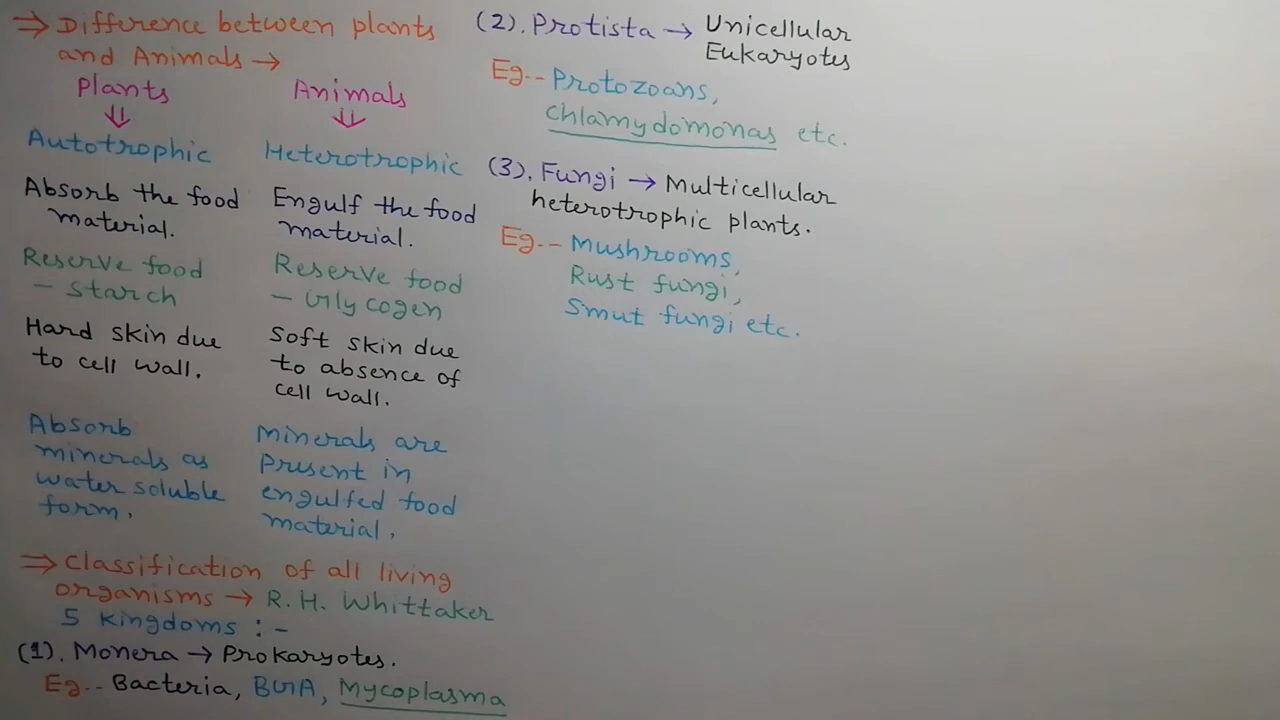 ⇒ Difference between plants
and Animals →
Plants
Animals
⇓
⇓
Autotrophic
Heterotrophic
Absorb the food
material.
Engulf the food
material.
Reserve food
- starch
Reserve food
- Glycogen
Hard skin due
to cell wall.
Soft skin due
to absence of
cell wall.
Absorb
minerals as
water soluble
form.
Minerals are
Present in
engulfed food
material.
⇒ Classification of all living
organisms → R. H. Whittaker
5 kingdoms :-
(1). Monera → Prokaryotes.
Eg.-- Bacteria, BGA, Mycoplasma
(2). Protista → Unicellular
Eukaryotes
Eg.-- Protozoans,
Chlamydomonas etc.
(3). Fungi → Multicellular
heterotrophic plants.
Eg.-- Mushrooms,
Rust fungi,
Smut fungi etc.